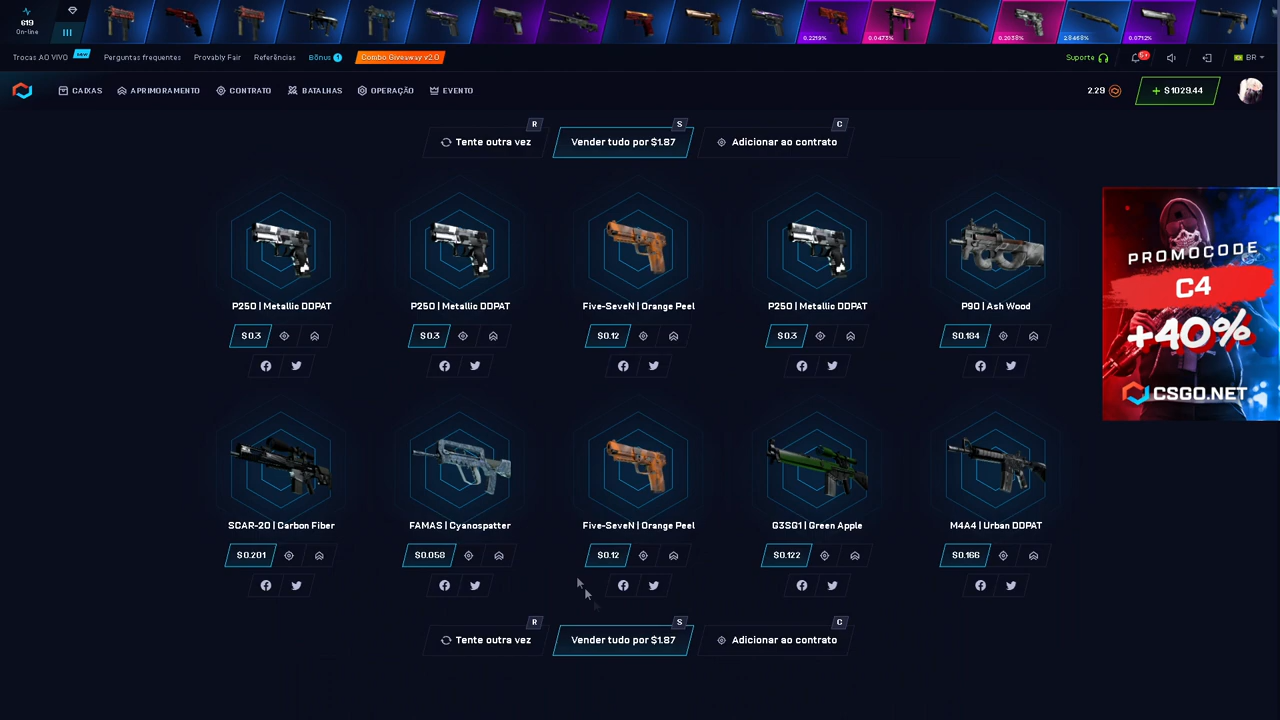 619
On-line
0.2219%
0.0473%
0.2038%
2.8468%
0.0712%
Trocas AO VIVO
Perguntas frequentes
Provably Fair
Referências
Bônus 1
Combo Giveaway v2.0
Suporte
5+
BR
CAIXAS
APRIMORAMENTO
CONTRATO
BATALHAS
OPERAÇÃO
EVENTO
2.29
+ $1029.44
R
Tente outra vez
S
Vender tudo por $1.87
C
Adicionar ao contrato
P250 | Metallic DDPAT
P250 | Metallic DDPAT
Five-SeveN | Orange Peel
P250 | Metallic DDPAT
P90 | Ash Wood
$0.3
$0.3
$0.12
$0.3
$0.184
PROMOCODE
C4
+40%
CSGO.NET
SCAR-20 | Carbon Fiber
FAMAS | Cyanospatter
Five-SeveN | Orange Peel
G3SG1 | Green Apple
M4A4 | Urban DDPAT
$0.201
$0.058
$0.12
$0.122
$0.166
R
Tente outra vez
S
Vender tudo por $1.87
C
Adicionar ao contrato